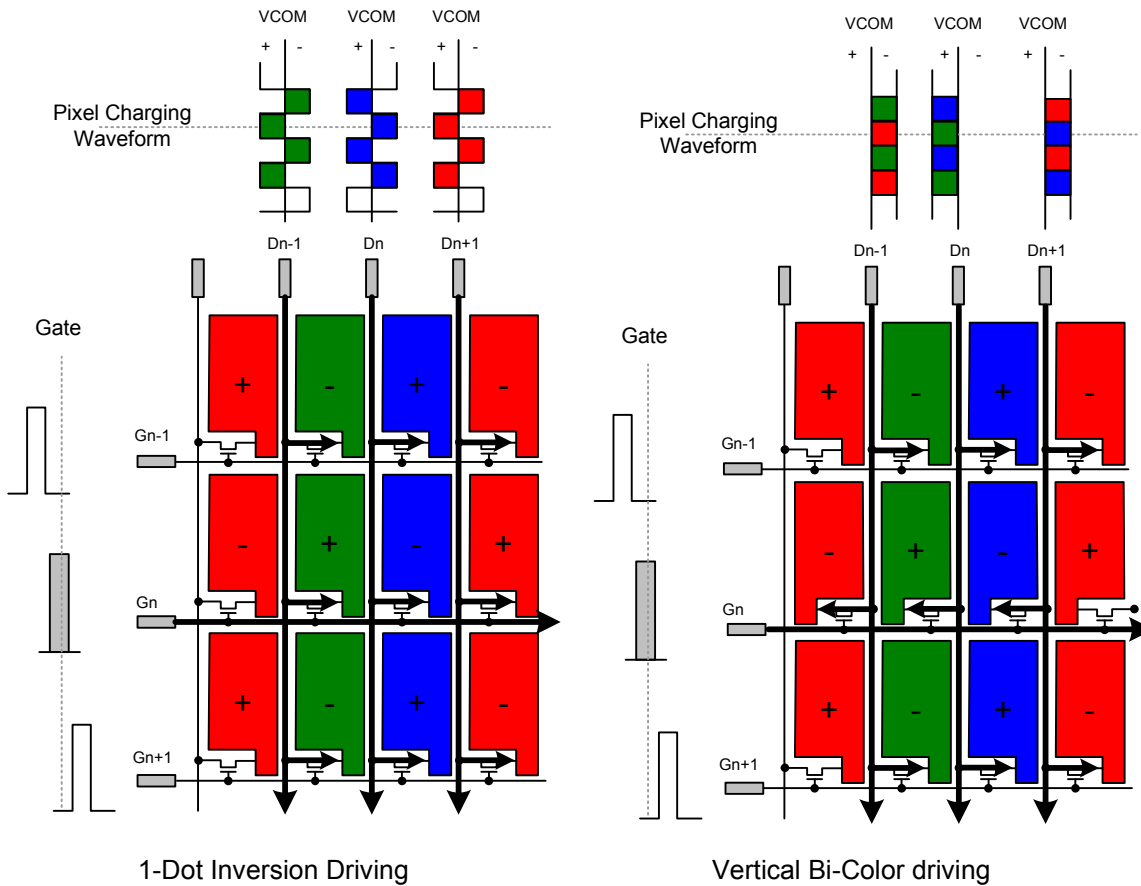 VCOM VCOM VCOM
+ - + - + -
Pixel Charging
Waveform
Dn-1 Dn Dn+1
Gate
+ - + -
Gn-1
- + - +
Gn
+ - + -
Gn+1
1-Dot Inversion Driving
VCOM VCOM VCOM
+ - + - + -
Pixel Charging
Waveform
Dn-1 Dn Dn+1
Gate
+ - + -
Gn-1
- + - +
Gn
+ - + -
Gn+1
Vertical Bi-Color driving